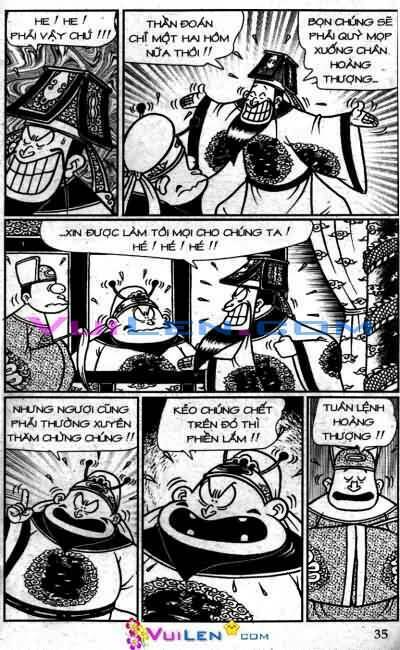 HE! HE!
PHẢI VẬY CHỨ!!!
THẦN ĐOÁN
CHỈ MỘT HAI HÔM
NỮA THÔI!
BỌN CHÚNG SẼ
PHẢI QUỲ MỌP
XUỐNG CHÂN
HOÀNG
THƯỢNG...
...XIN ĐƯỢC LÀM TÔI MỌI CHO CHÚNG TA!
HÉ! HÉ! HÉ!!
VUILEN.COM
NHƯNG NGƯƠI CŨNG
PHẢI THƯỜNG XUYÊN
THĂM CHỪNG CHÚNG!!
KẺO CHÚNG CHẾT
TRÊN ĐÓ THÌ
PHIỀN LẮM!!
TUÂN LỆNH
HOÀNG
THƯỢNG!!
35
VUILEN.COM